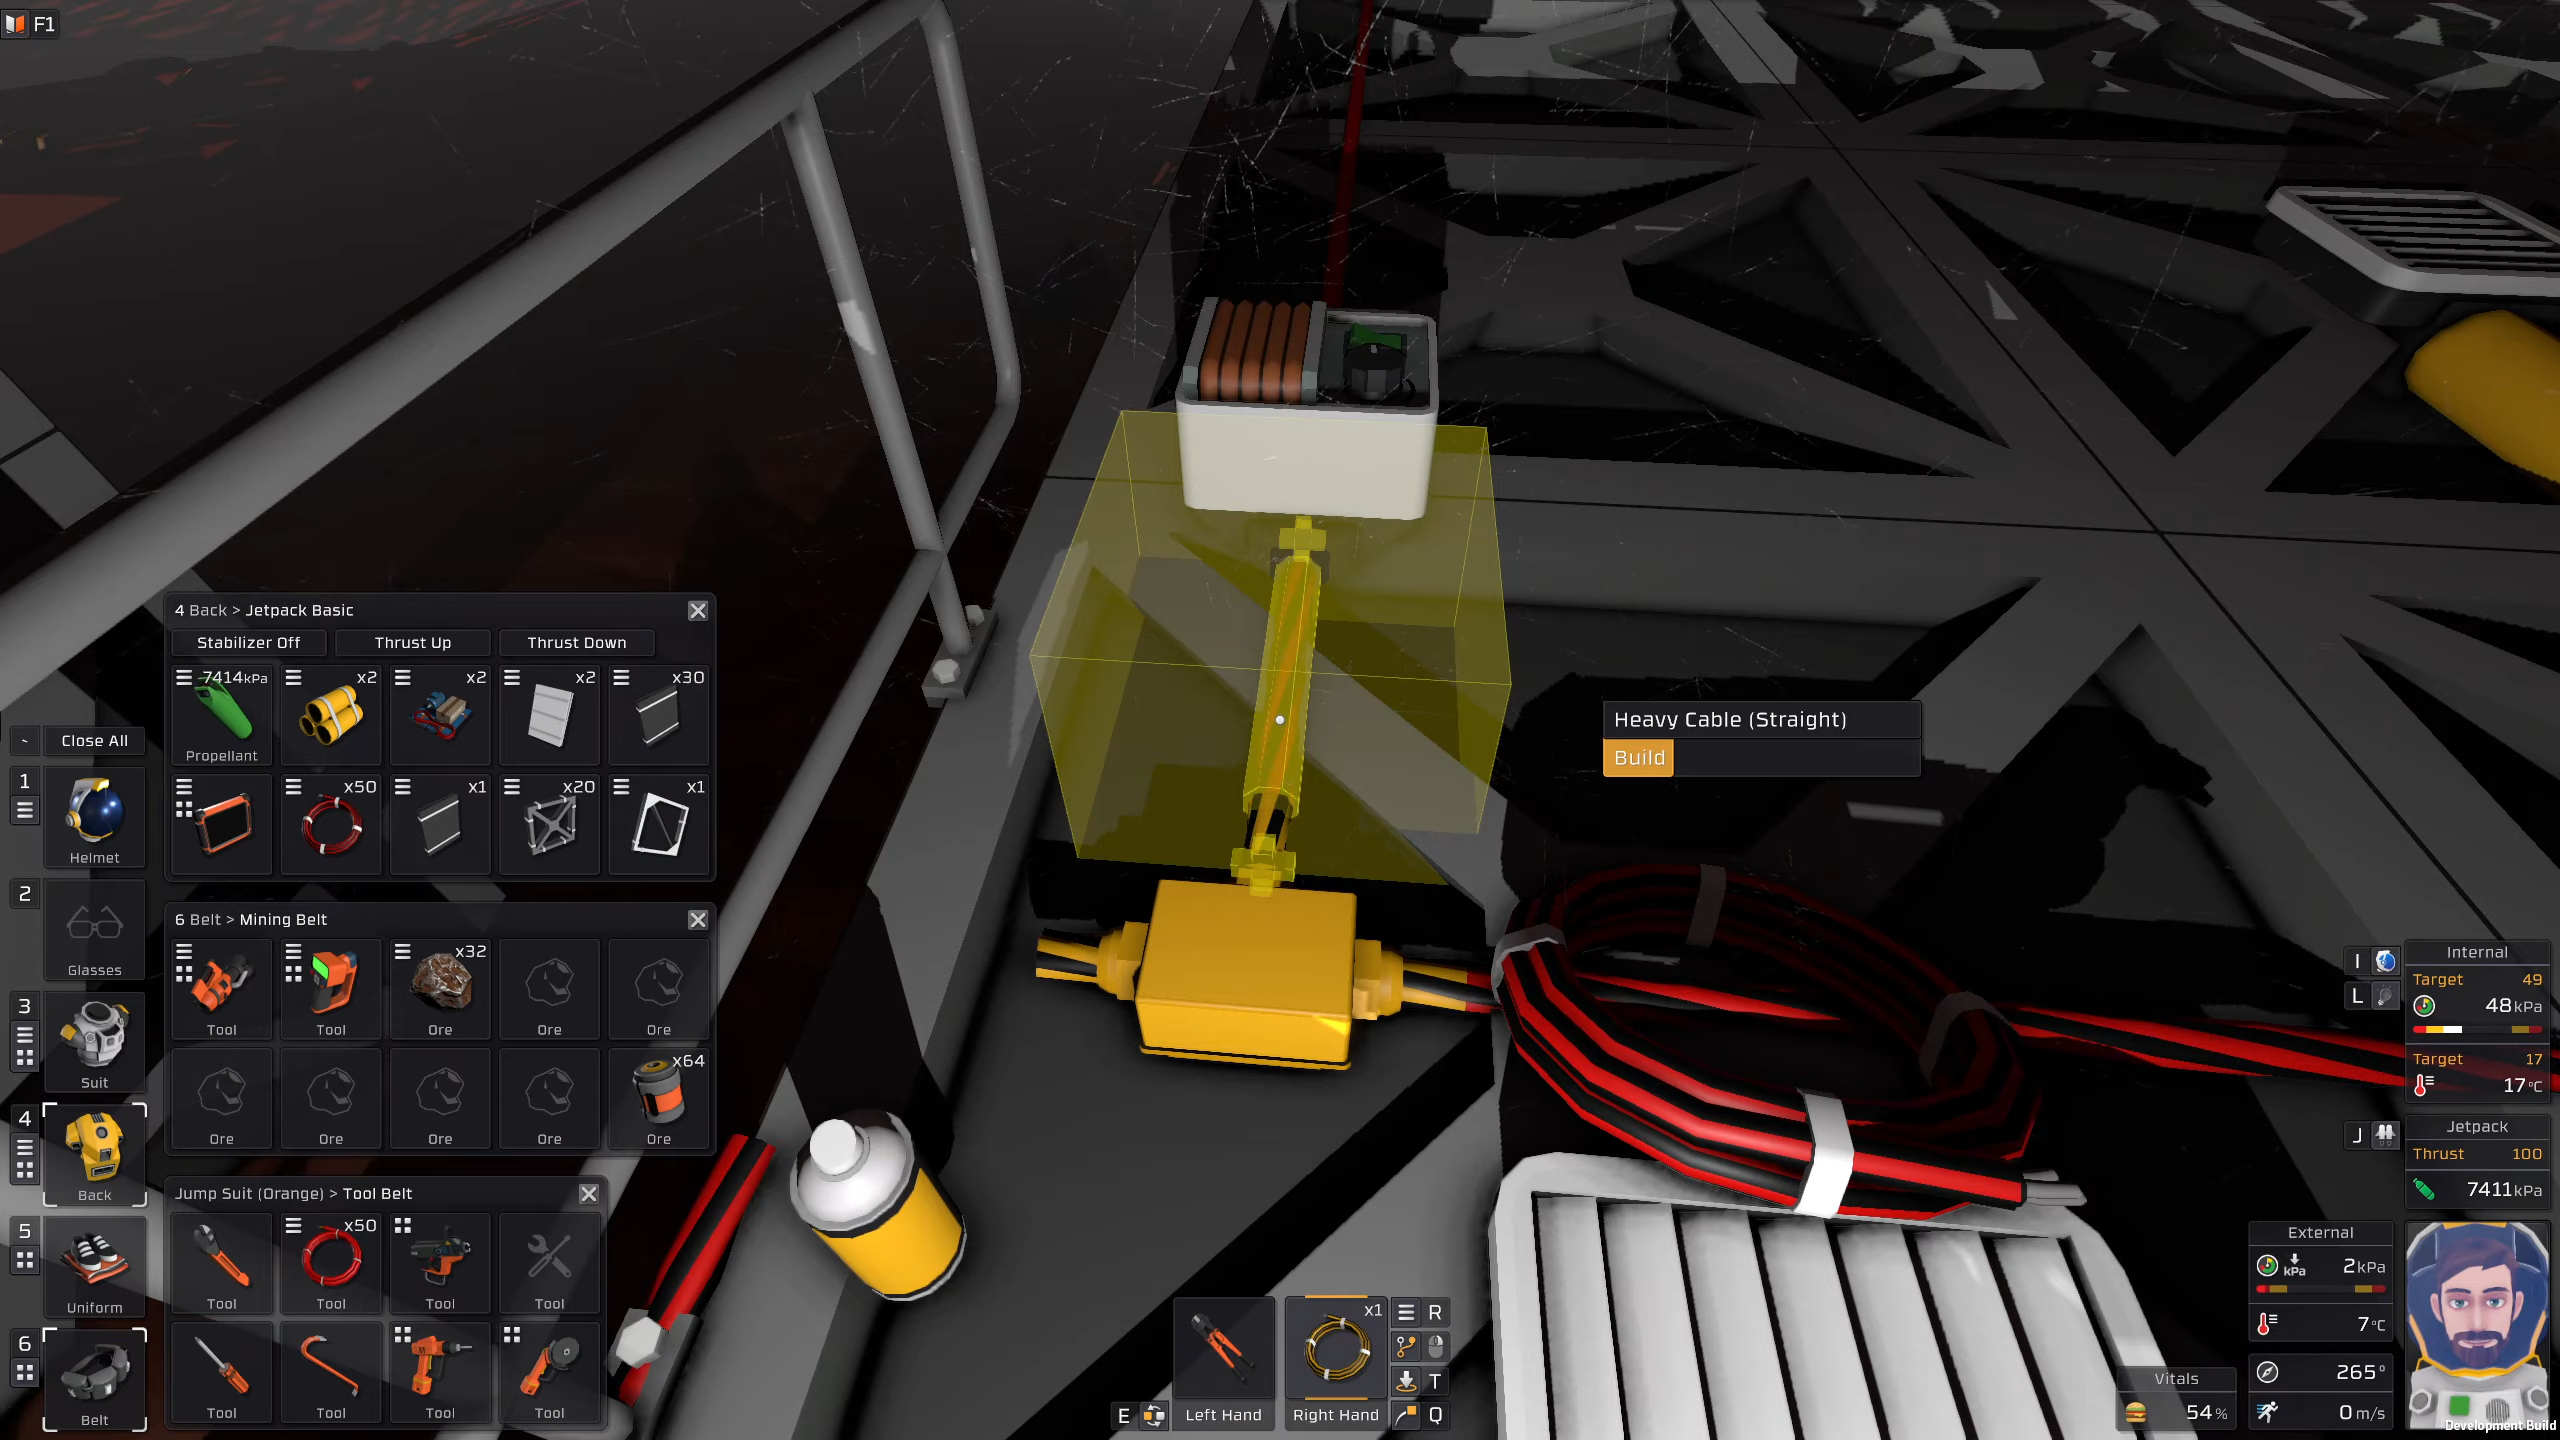 F1
4 Back > Jetpack Basic
Stabilizer Off Thrust Up Thrust Down
7414kPa x2 x2 x2 x30
Propellant
x50 x1 x20 x1
~ Close All
1
Helmet
2
Glasses
3
Suit
4
Back
5
Uniform
6
Belt
6 Belt > Mining Belt
x32
Tool Tool Ore Ore Ore
x64
Ore Ore Ore Ore Ore
Jump Suit (Orange) > Tool Belt
x50
Tool Tool Tool Tool
Tool Tool Tool Tool
Heavy Cable (Straight)
Build
x1
R
T
E Left Hand Right Hand Q
I
L
Internal
Target 49
48kPa
Target 17
17°C
J
Jetpack
Thrust 100
7411kPa
External
kPa 2kPa
7°C
265°
0m/s
Vitals
54%
Development Build